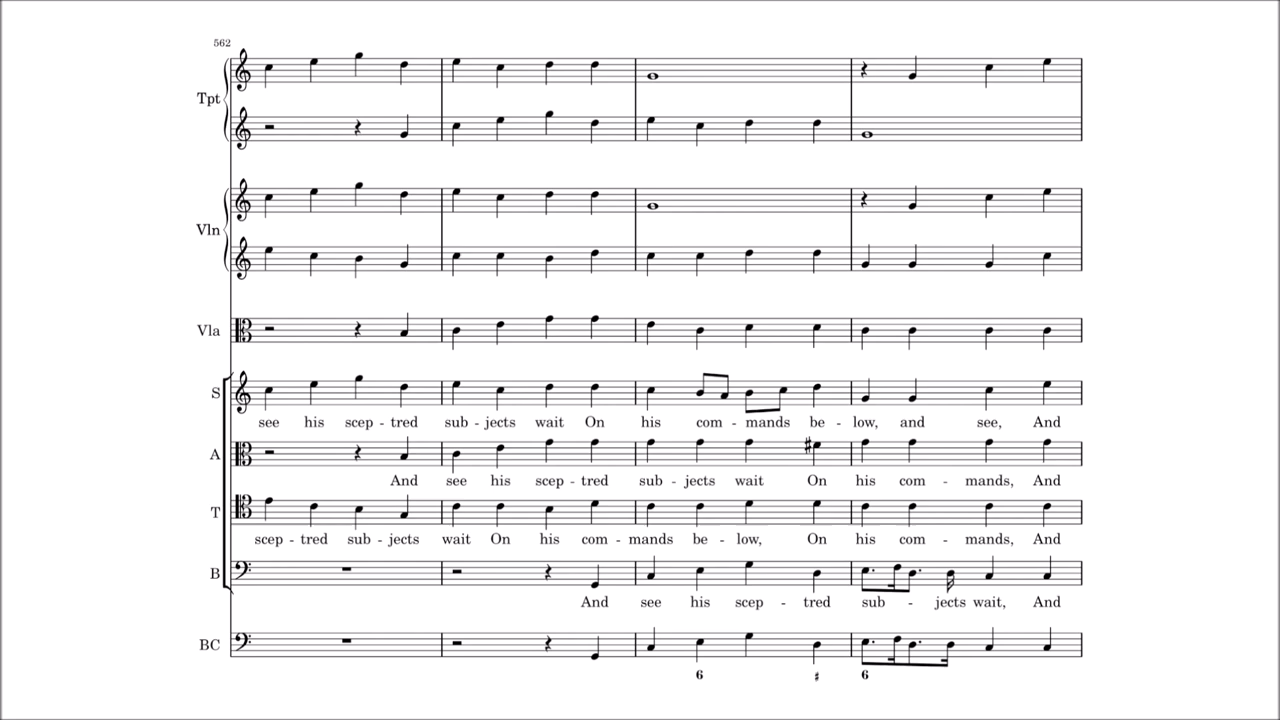 562
Tpt
Vln
Vla
S
see his scep - tred sub - jects wait On his com - mands be - low, and see, And
A
And see his scep - tred sub - jects wait On his com - mands, And
T
scep - tred sub - jects wait On his com - mands be - low, On his com - mands, And
B
And see his scep - tred sub - jects wait, And
BC
6 ♯ 6